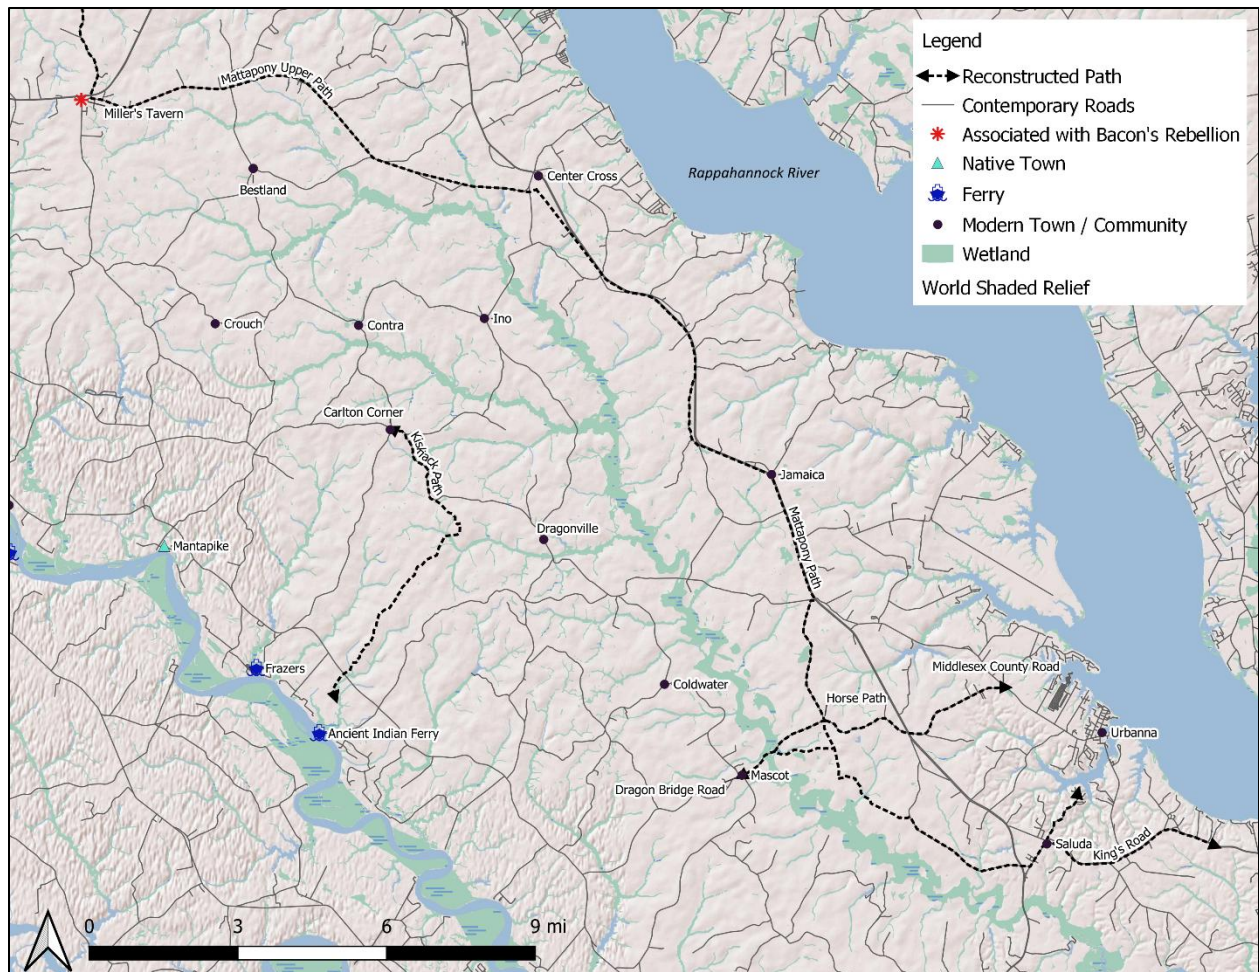 Legend
Reconstructed Path
Contemporary Roads
Associated with Bacon's Rebellion
Native Town
Ferry
Modern Town / Community
Wetland
World Shaded Relief
Mattapony Upper Path
Miller's Tavern
Bestland
Center Cross
Rappahannock River
Crouch
Contra
Ino
Carlton Corner
Kismack Path
Jamaica
Dragonville
Mantapike
Mattapony Path
Frazers
Coldwater
Middlesex County Road
Horse Path
Ancient Indian Ferry
Urbanna
Mascot
Dragon Bridge Road
Saluda
King's Road
0 3 6 9 mi